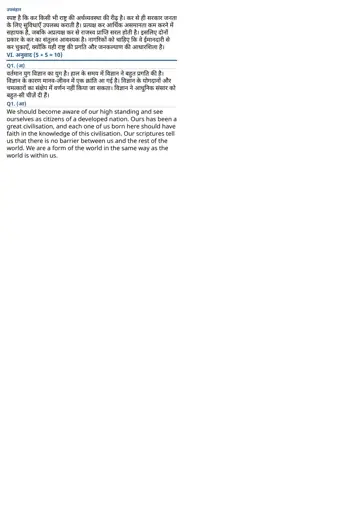 उपसंहार
स्पष्ट है कि कर किसी भी राष्ट्र की अर्थव्यवस्था की रीढ़ है। कर से ही सरकार जनता
के लिए सुविधाएँ उपलब्ध कराती है। प्रत्यक्ष कर आर्थिक असमानता कम करने में
सहायक है, जबकि अप्रत्यक्ष कर से राजस्व प्राप्ति सरल होती है। इसलिए दोनों
प्रकार के कर का संतुलन आवश्यक है। नागरिकों को चाहिए कि वे ईमानदारी से
कर चुकाएँ, क्योंकि यही राष्ट्र की प्रगति और जनकल्याण की आधारशिला है।
VI. अनुवाद (5 + 5 = 10)
Q1. (अ)
वर्तमान युग विज्ञान का युग है। हाल के समय में विज्ञान ने बहुत प्रगति की है।
विज्ञान के कारण मानव-जीवन में एक क्रांति आ गई है। विज्ञान के योगदानों और
चमत्कारों का संक्षेप में वर्णन नहीं किया जा सकता। विज्ञान ने आधुनिक संसार को
बहुत-सी चीज़ें दी हैं।
Q1. (आ)
We should become aware of our high standing and see
ourselves as citizens of a developed nation. Ours has been a
great civilisation, and each one of us born here should have
faith in the knowledge of this civilisation. Our scriptures tell
us that there is no barrier between us and the rest of the
world. We are a form of the world in the same way as the
world is within us.